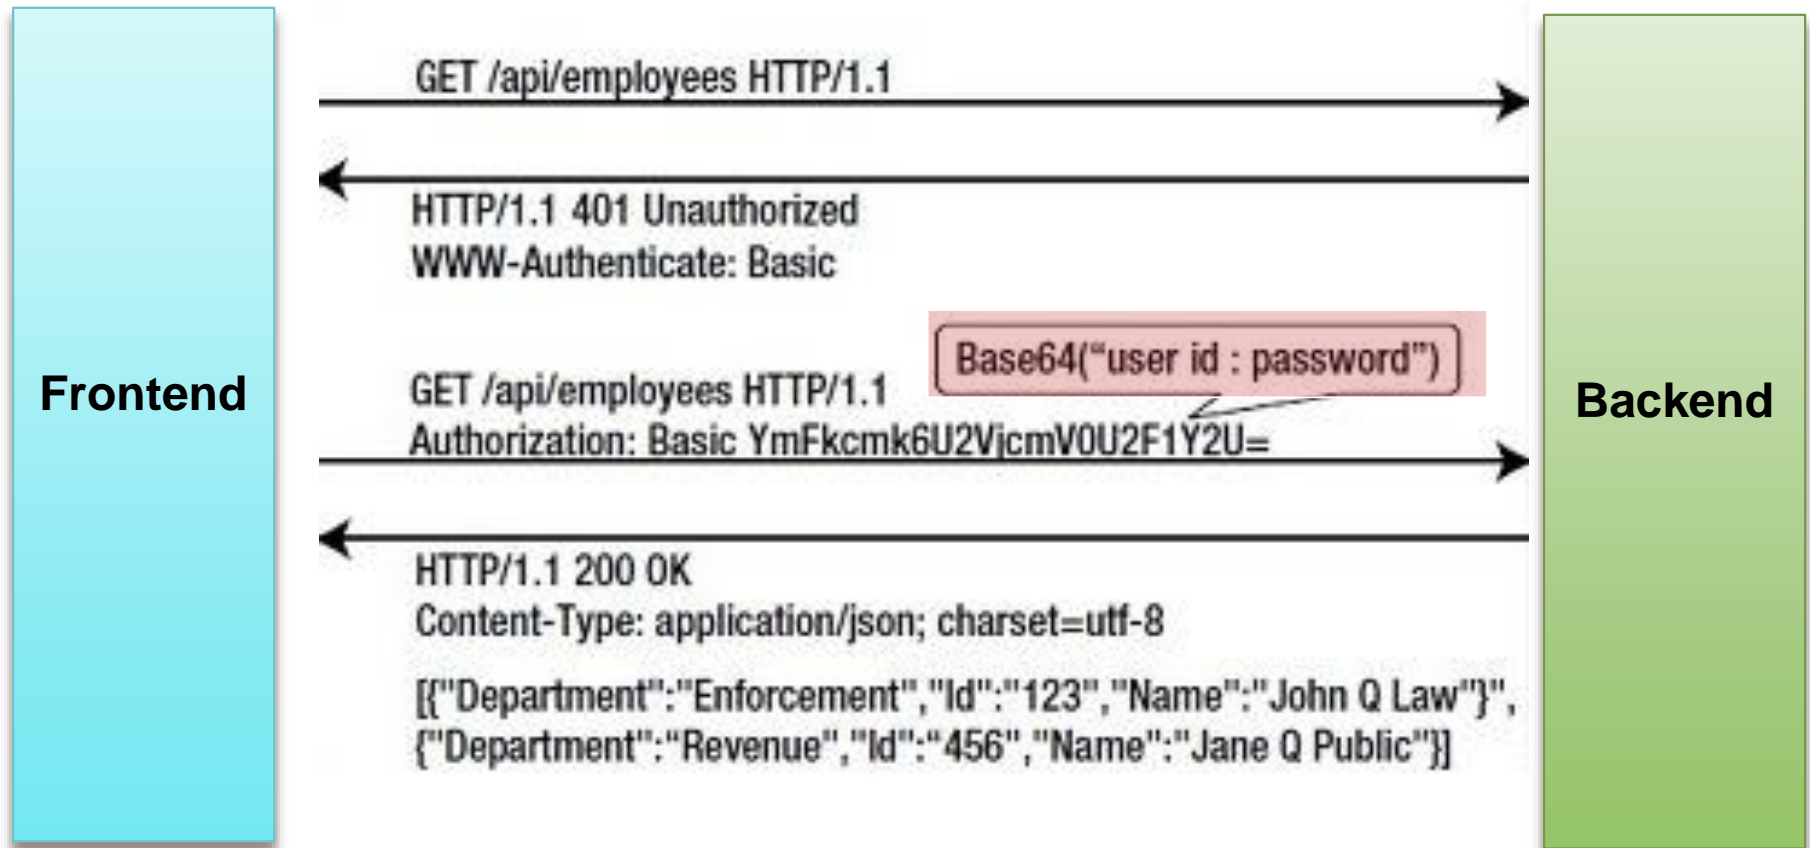 GET /api/employees HTTP/1.1
HTTP/1.1 401 Unauthorized
WWW-Authenticate: Basic
Base64(“user id : password”)
GET /api/employees HTTP/1.1
Authorization: Basic YmFkcmk6U2VjcmV0U2F1Y2U=
Frontend
Backend
HTTP/1.1 200 OK
Content-Type: application/json; charset=utf-8
[{"Department":"Enforcement","Id":"123","Name":"John Q Law"}",
{"Department":“Revenue","Id":“456","Name":"Jane Q Public"}]